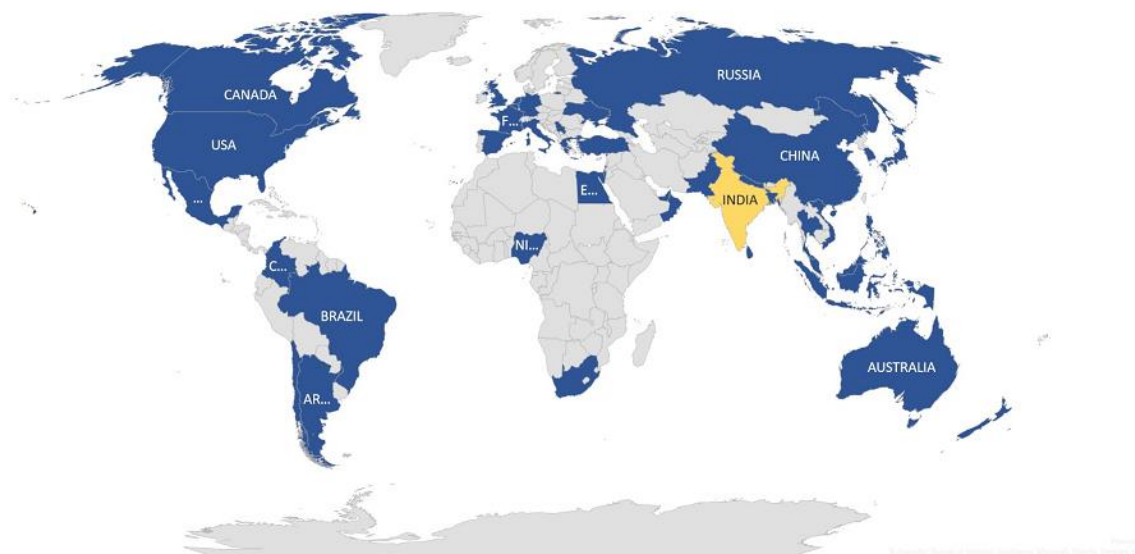 CANADA
RUSSIA
USA
F...
CHINA
E...
INDIA
...
NI...
C...
BRAZIL
AUSTRALIA
AR...